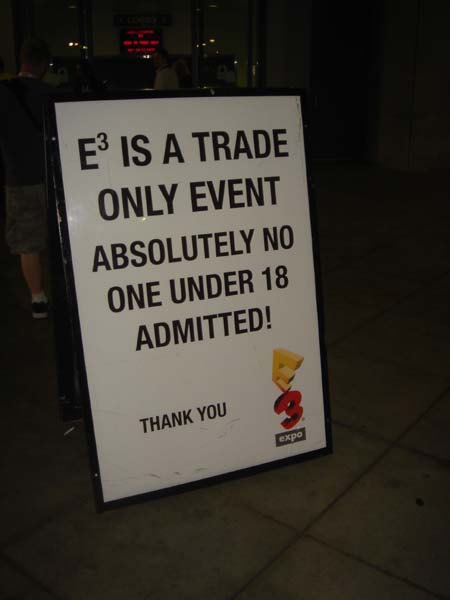 E³ IS A TRADE
ONLY EVENT
ABSOLUTELY NO
ONE UNDER 18
ADMITTED!
THANK YOU
E3
expo